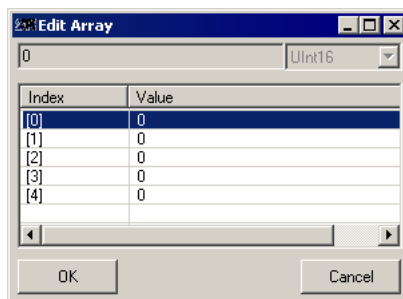 Edit Array
0 UInt16
Index Value
[0] 0
[1] 0
[2] 0
[3] 0
[4] 0
OK Cancel